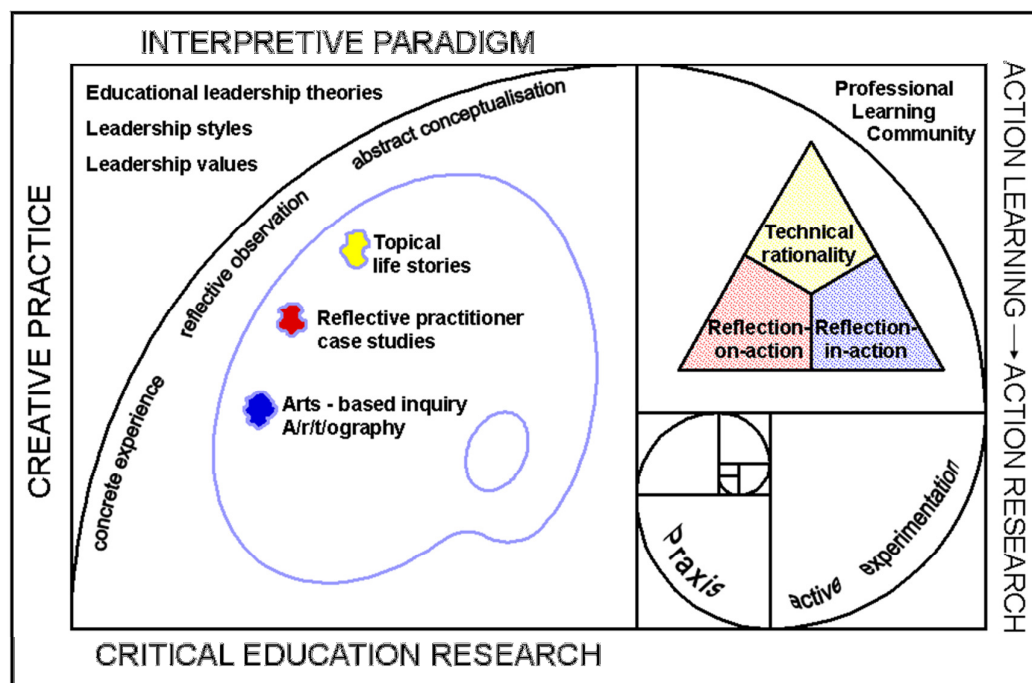 INTERPRETIVE PARADIGM
CREATIVE PRACTICE
Educational leadership theories
Leadership styles
Leadership values
concrete experience
reflective observation
abstract conceptualisation
Topical
life stories
Reflective practitioner
case studies
Arts - based inquiry
A/r/t/ography
Professional
Learning
Community
Technical
rationality
Reflection-
on-action
Reflection-
in-action
Praxis
active experimentation
ACTION LEARNING → ACTION RESEARCH
CRITICAL EDUCATION RESEARCH